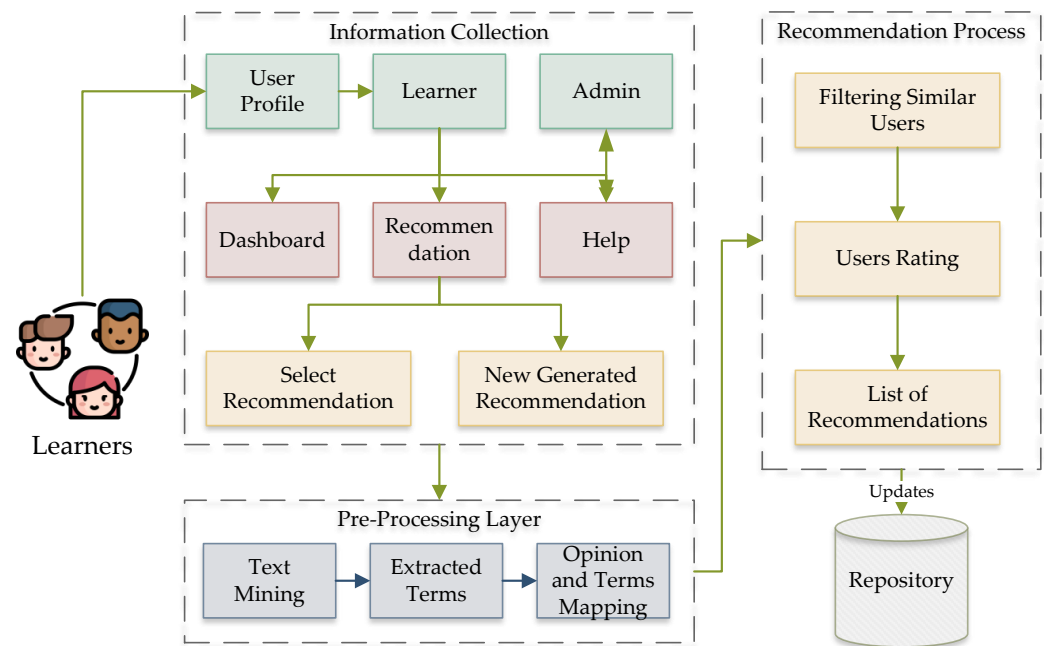 Information Collection
User
Profile
Learner
Admin
Dashboard
Recommen
dation
Help
Select
Recommendation
New Generated
Recommendation
Learners
Pre-Processing Layer
Text
Mining
Extracted
Terms
Opinion
and Terms
Mapping
Recommendation Process
Filtering Similar
Users
Users Rating
List of
Recommendations
Updates
Repository